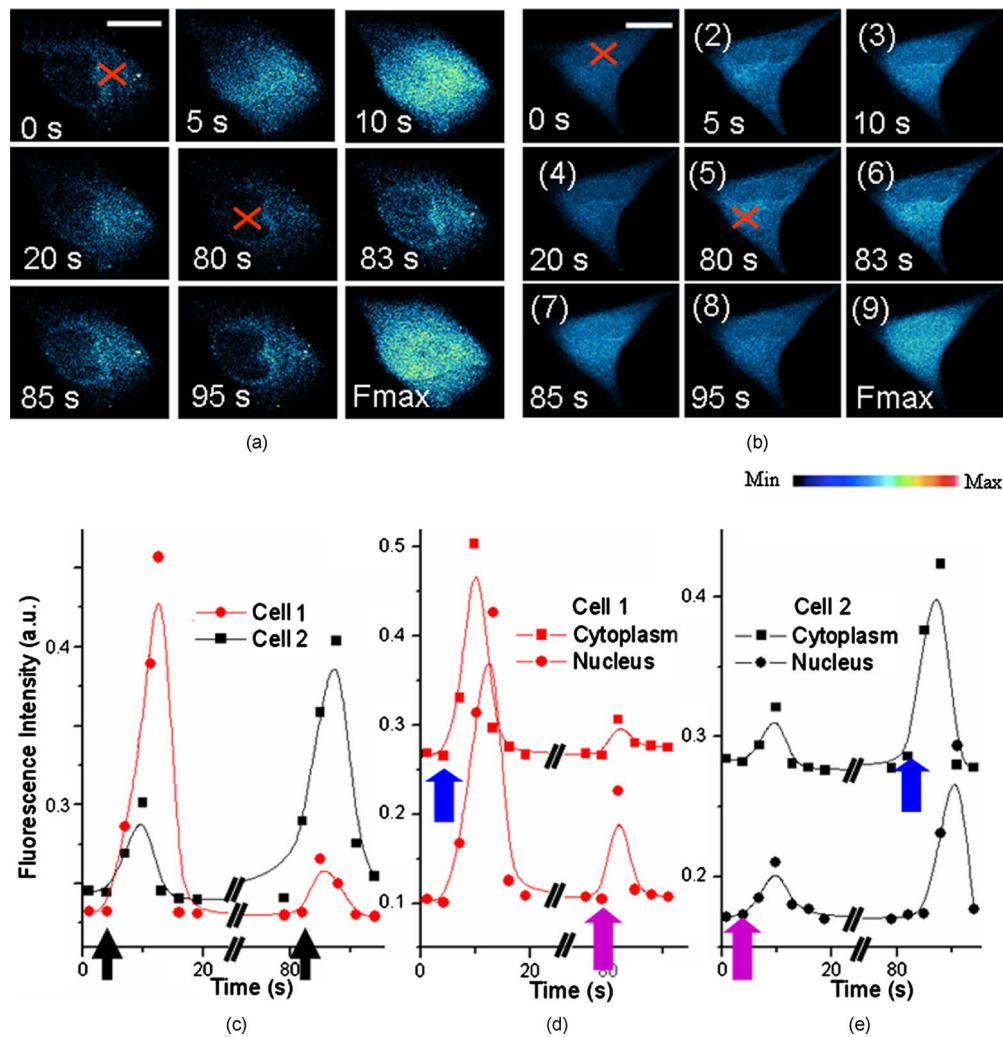 0 s
5 s
10 s
20 s
80 s
83 s
85 s
95 s
Fmax
(a)
0 s
(2)
5 s
(3)
10 s
(4)
20 s
(5)
80 s
(6)
83 s
(7)
85 s
(8)
95 s
(9)
Fmax
(b)
Min Max
Fluorescence Intensity (a.u.)
0.4
0.3
Cell 1
Cell 2
0 20 80
Time (s)
(c)
0.5
0.4
0.3
0.2
0.1
Cell 1
Cytoplasm
Nucleus
0 20
Time (s)
(d)
0.4
0.3
0.2
Cell 2
Cytoplasm
Nucleus
0 20 80
Time (s)
(e)